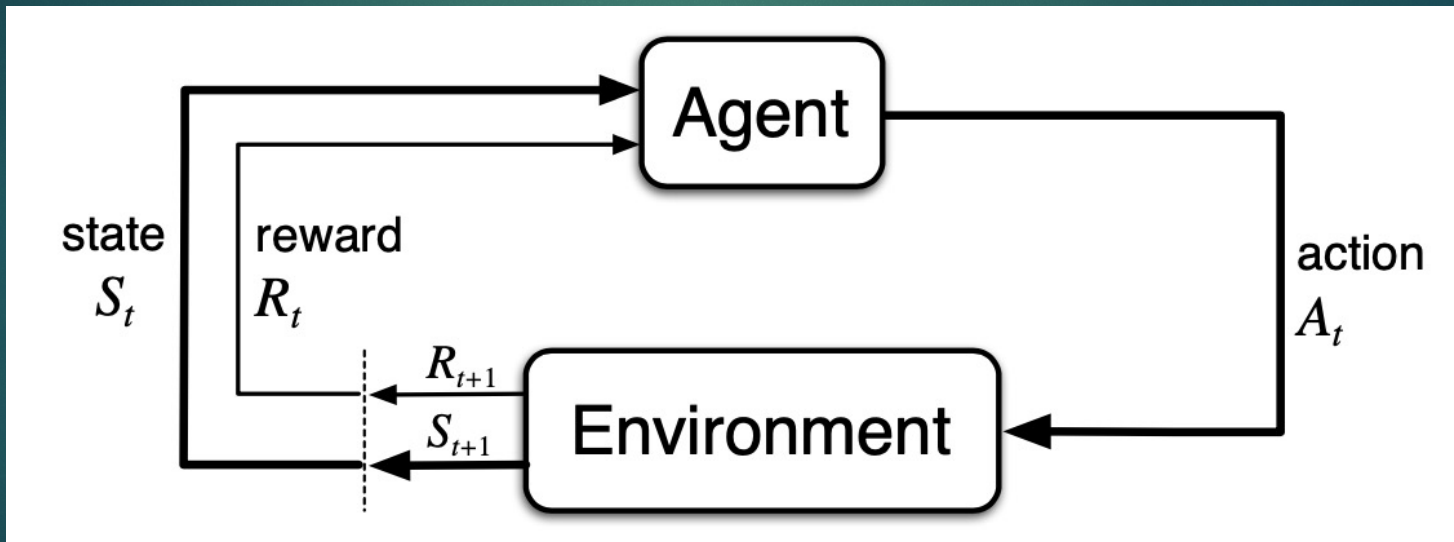 Agent
state
S_t
reward
R_t
action
A_t
R_{t+1}
S_{t+1}
Environment